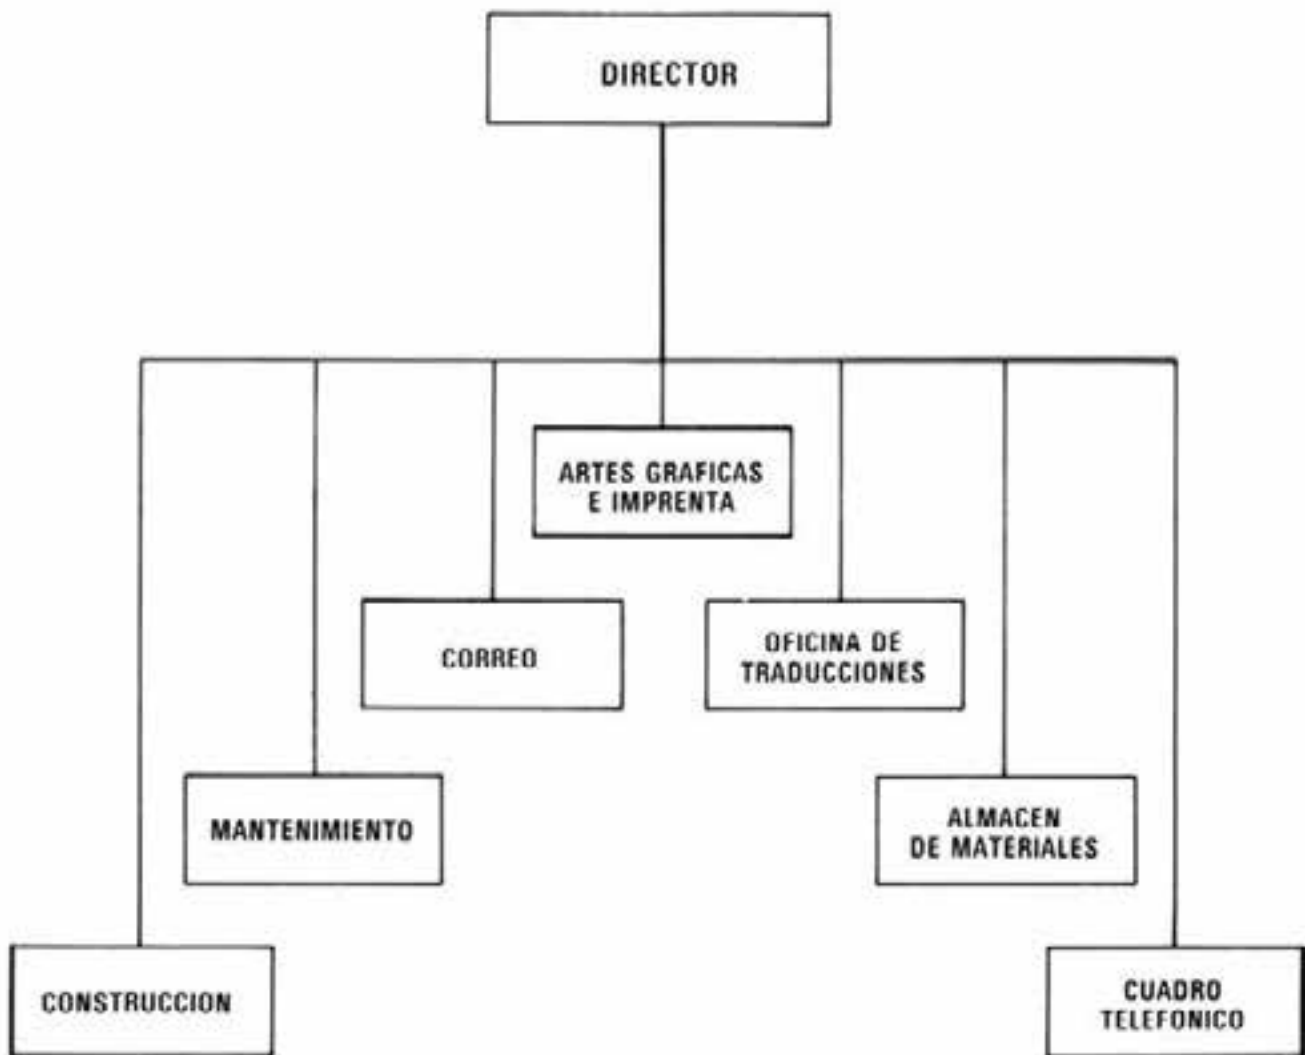 DIRECTOR
ARTES GRAFICAS
E IMPRENTA
CORREO
OFICINA DE
TRADUCCIONES
MANTENIMIENTO
ALMACEN
DE MATERIALES
CONSTRUCCION
CUADRO
TELEFONICO